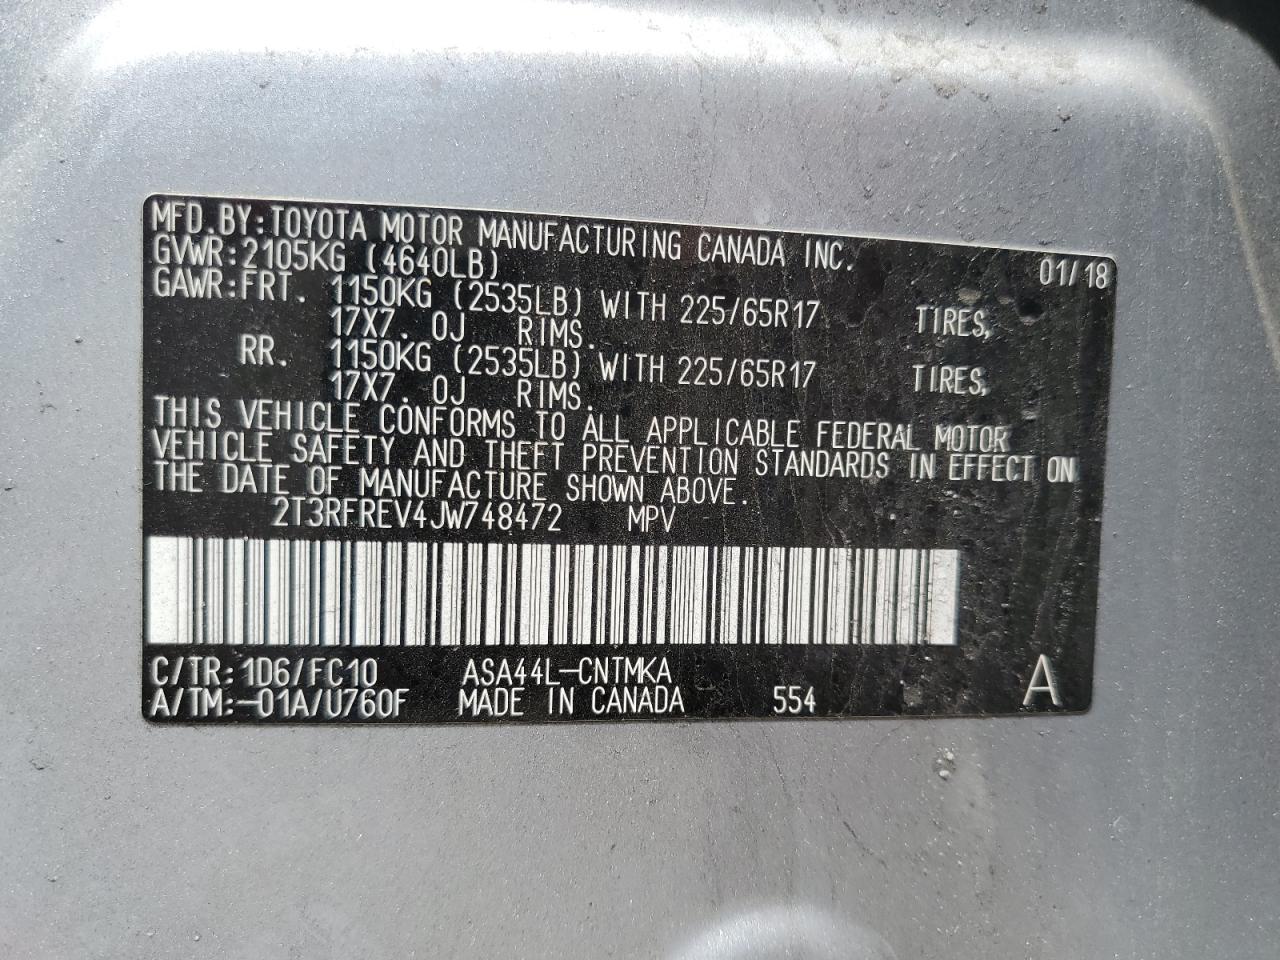 MFD.BY:TOYOTA MOTOR MANUFACTURING CANADA INC.
GVWR:2105KG (4640LB) 01/18
GAWR:FRT. 1150KG (2535LB) WITH 225/65R17 TIRES,
17X7. 0J RIMS.
RR. 1150KG (2535LB) WITH 225/65R17 TIRES,
17X7. 0J RIMS.
THIS VEHICLE CONFORMS TO ALL APPLICABLE FEDERAL MOTOR
VEHICLE SAFETY AND THEFT PREVENTION STANDARDS IN EFFECT ON
THE DATE OF MANUFACTURE SHOWN ABOVE.
2T3RFREV4JW748472 MPV
C/TR:1D6/FC10 ASA44L-CNTMKA
A/TM:-01A/U760F MADE IN CANADA 554 A